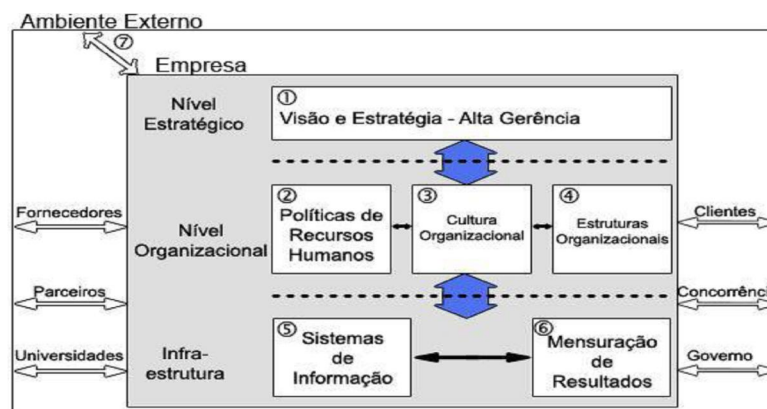 Ambiente Externo
⑦
Empresa
Nível
Estratégico
①
Visão e Estratégia - Alta Gerência
Fornecedores
Nível
Organizacional
②
Políticas de
Recursos
Humanos
③
Cultura
Organizacional
④
Estruturas
Organizacionais
Clientes
Parceiros
Concorrênci
Universidades
Infra-
estrutura
⑤
Sistemas
de
Informação
⑥
Mensuração
de
Resultados
Governo